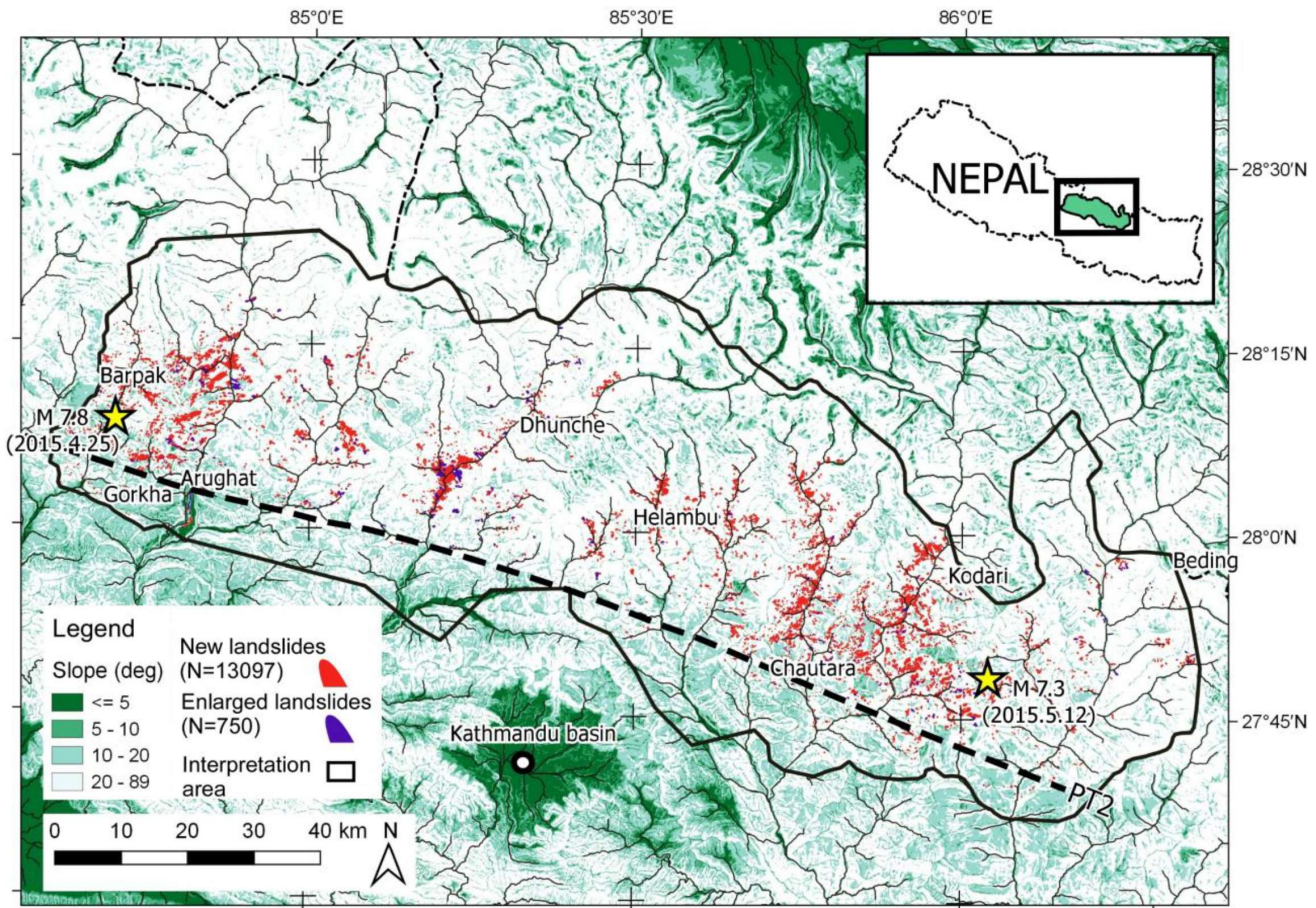 85°0'E
85°30'E
86°0'E
NEPAL
28°30'N
28°15'N
Barpak
M 7.8
(2015.4.25)
Dhunche
Gorkha
Arughat
Helambu
28°0'N
Kodari
Beding
Legend
Slope (deg)
<= 5
5 - 10
10 - 20
20 - 89
New landslides
(N=13097)
Enlarged landslides
(N=750)
Interpretation
area
Chautara
M 7.3
(2015.5.12)
27°45'N
Kathmandu basin
PT2
0 10 20 30 40 km
N